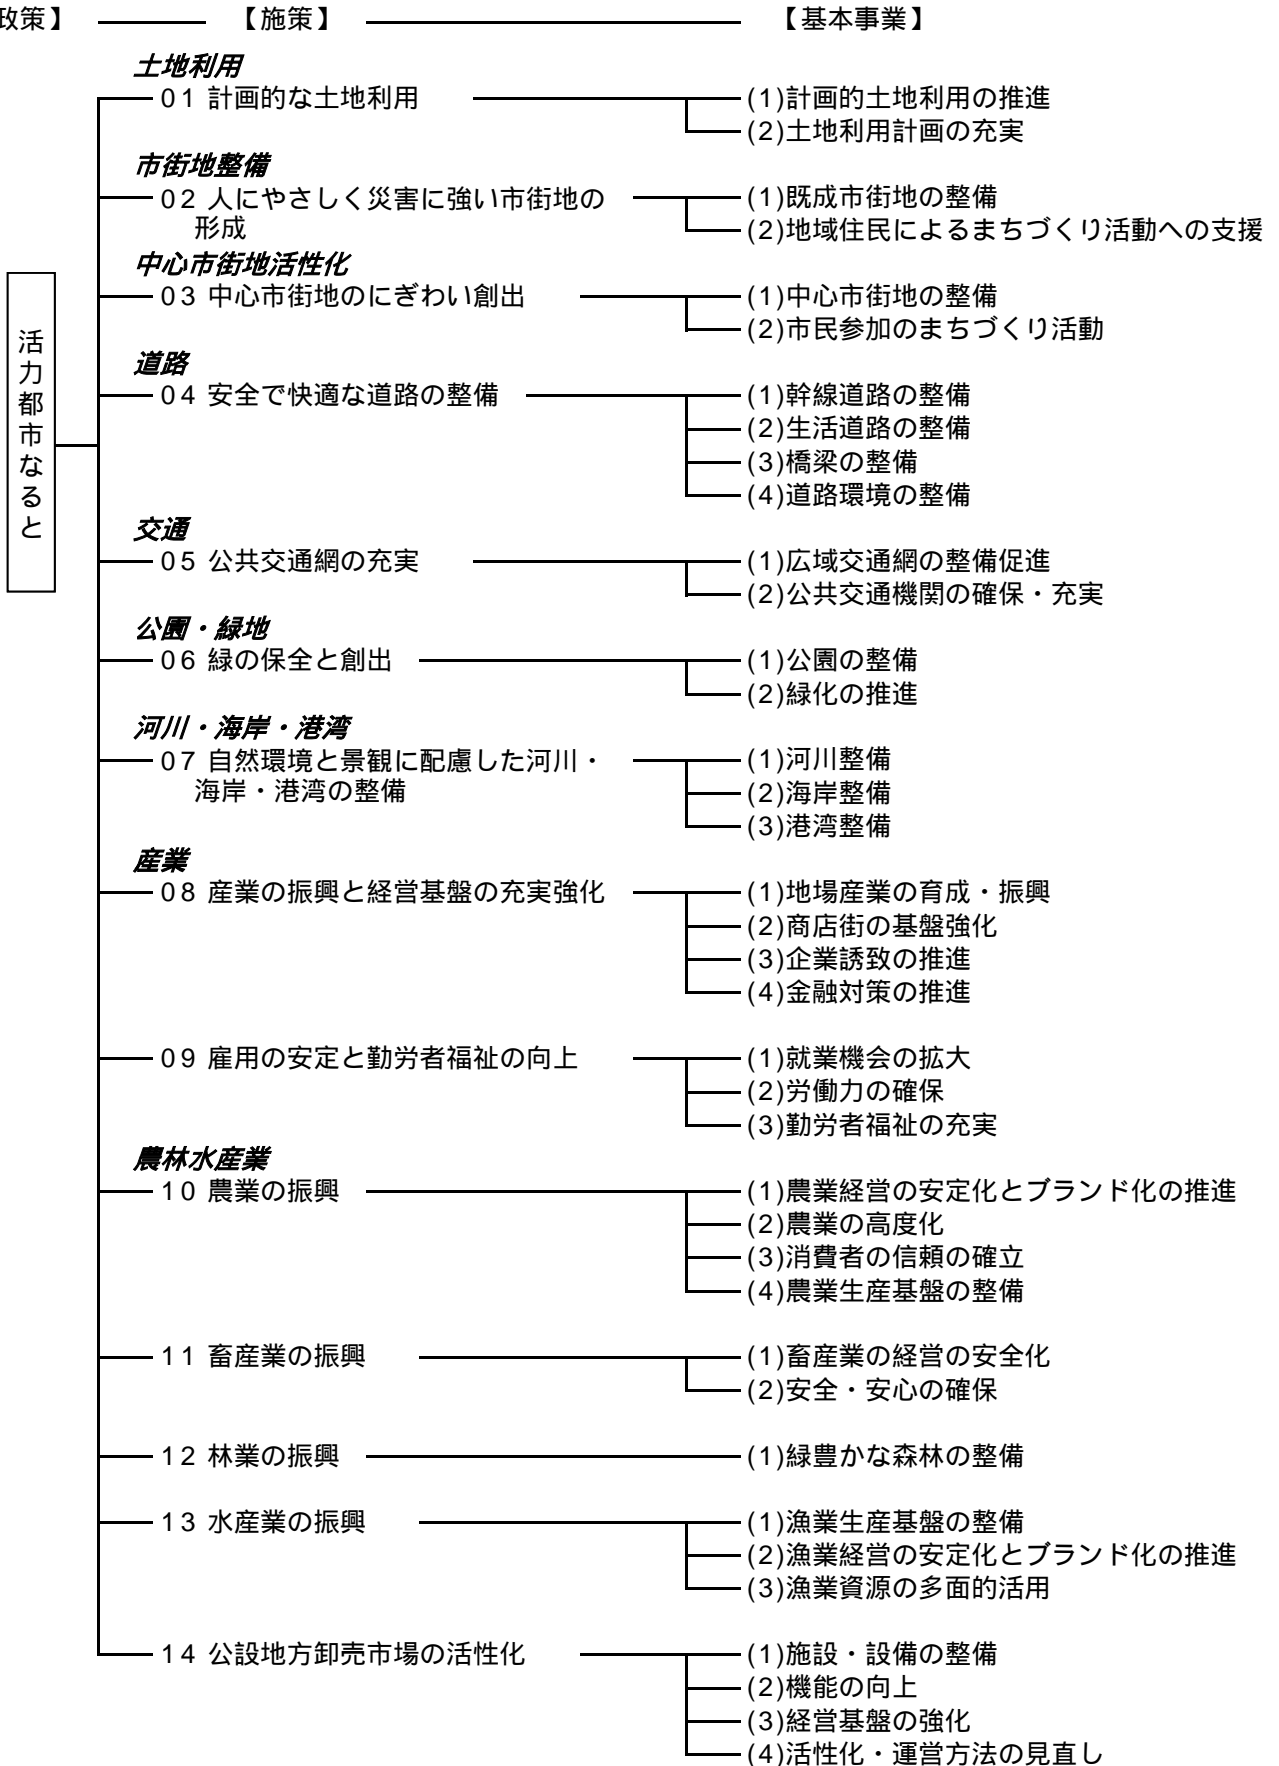 政策】 【施策】 【基本事業】
土地利用
01 計画的な土地利用 (1)計画的土地利用の推進
(2)土地利用計画の充実
市街地整備
02 人にやさしく災害に強い市街地の (1)既成市街地の整備
形成 (2)地域住民によるまちづくり活動への支援
中心市街地活性化
03 中心市街地のにぎわい創出 (1)中心市街地の整備
(2)市民参加のまちづくり活動
活力都市なると
道路
04 安全で快適な道路の整備 (1)幹線道路の整備
(2)生活道路の整備
(3)橋梁の整備
(4)道路環境の整備
交通
05 公共交通網の充実 (1)広域交通網の整備促進
(2)公共交通機関の確保・充実
公園・緑地
06 緑の保全と創出 (1)公園の整備
(2)緑化の推進
河川・海岸・港湾
07 自然環境と景観に配慮した河川・ (1)河川整備
海岸・港湾の整備 (2)海岸整備
(3)港湾整備
産業
08 産業の振興と経営基盤の充実強化 (1)地場産業の育成・振興
(2)商店街の基盤強化
(3)企業誘致の推進
(4)金融対策の推進
09 雇用の安定と勤労者福祉の向上 (1)就業機会の拡大
(2)労働力の確保
(3)勤労者福祉の充実
農林水産業
10 農業の振興 (1)農業経営の安定化とブランド化の推進
(2)農業の高度化
(3)消費者の信頼の確立
(4)農業生産基盤の整備
11 畜産業の振興 (1)畜産業の経営の安全化
(2)安全・安心の確保
12 林業の振興 (1)緑豊かな森林の整備
13 水産業の振興 (1)漁業生産基盤の整備
(2)漁業経営の安定化とブランド化の推進
(3)漁業資源の多面的活用
14 公設地方卸売市場の活性化 (1)施設・設備の整備
(2)機能の向上
(3)経営基盤の強化
(4)活性化・運営方法の見直し